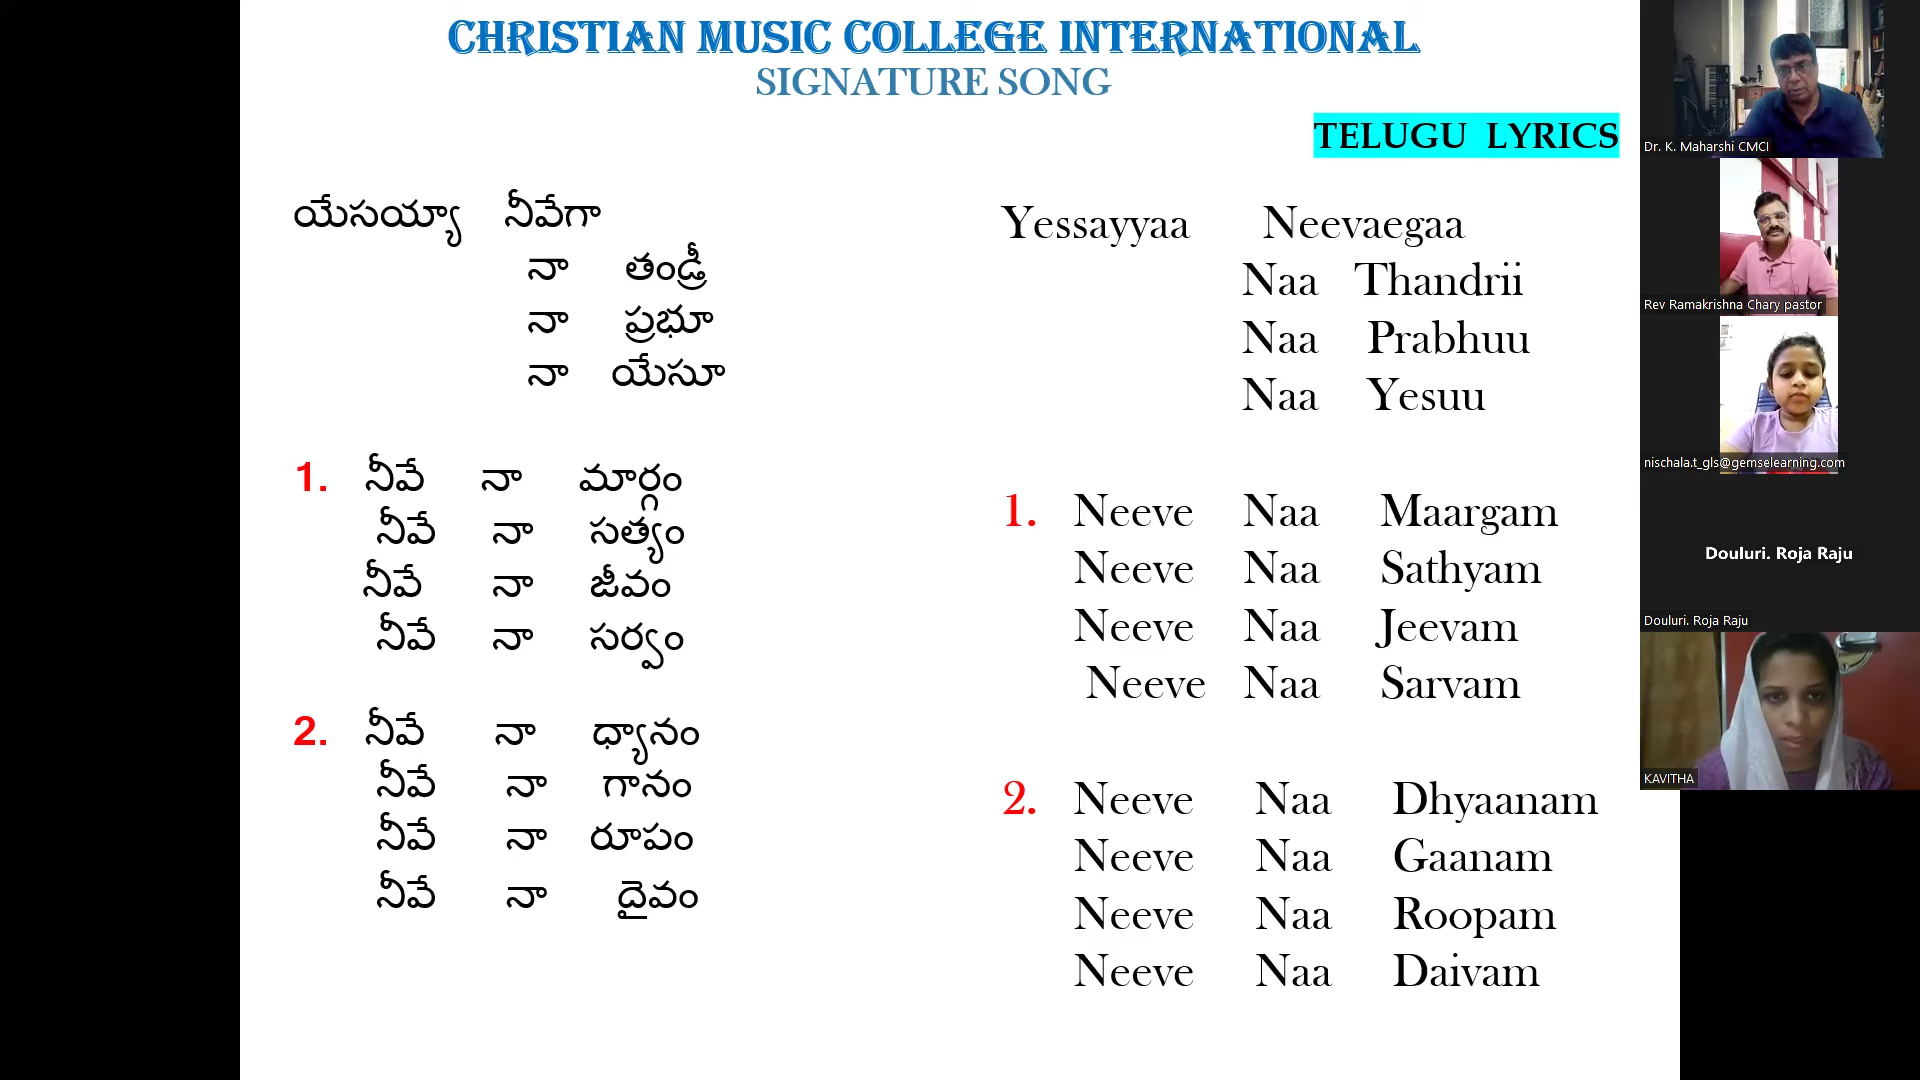 CHRISTIAN MUSIC COLLEGE INTERNATIONAL
SIGNATURE SONG
TELUGU LYRICS
యేసయ్యా నీవేగా
నా తండ్రీ
నా ప్రభూ
నా యేసూ
1. నీవే నా మార్గం
నీవే నా సత్యం
నీవే నా జీవం
నీవే నా సర్వం
2. నీవే నా ధ్యానం
నీవే నా గానం
నీవే నా రూపం
నీవే నా దైవం
Yessayyaa Neevaegaa
Naa Thandrii
Naa Prabhuu
Naa Yesuu
1. Neeve Naa Maargam
Neeve Naa Sathyam
Neeve Naa Jeevam
Neeve Naa Sarvam
2. Neeve Naa Dhyaanam
Neeve Naa Gaanam
Neeve Naa Roopam
Neeve Naa Daivam
Dr. K. Maharshi CMCI
Rev Ramakrishna Chary pastor
nischala.t_gls@gemselearning.com
Douluri. Roja Raju
Douluri. Roja Raju
KAVITHA